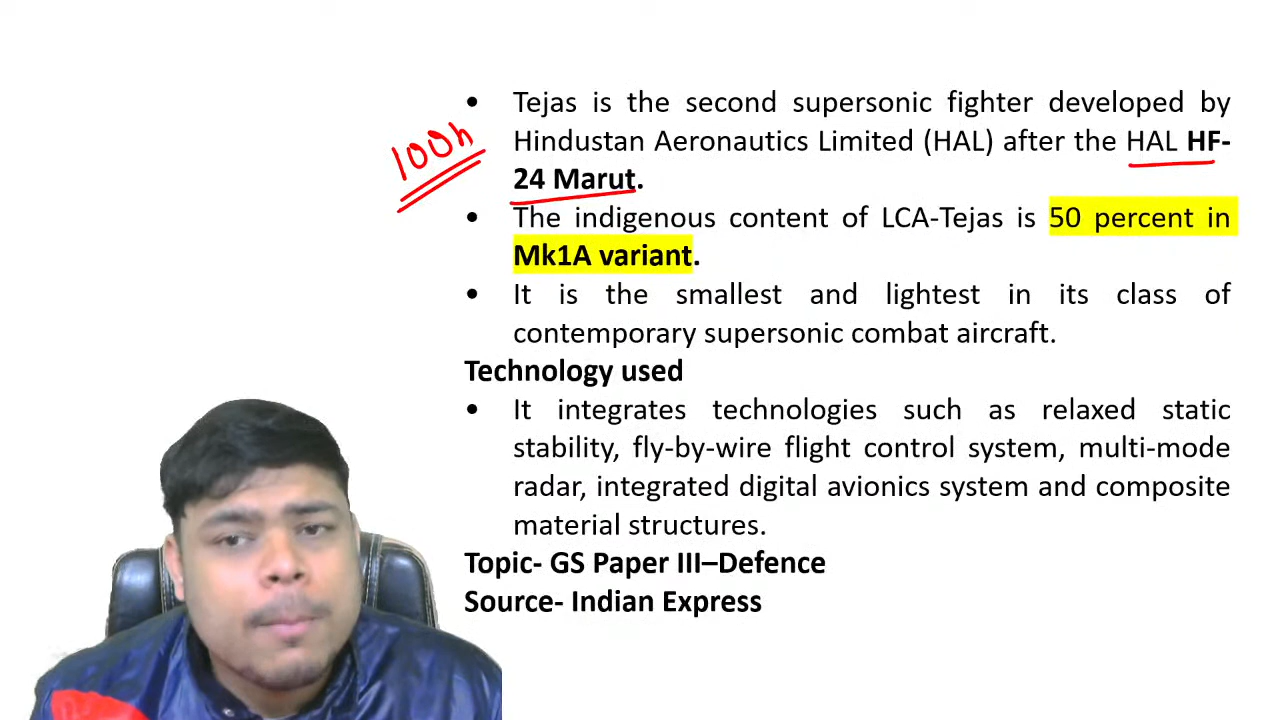 • Tejas is the second supersonic fighter developed by
Hindustan Aeronautics Limited (HAL) after the HAL HF-
24 Marut.
100h
• The indigenous content of LCA-Tejas is 50 percent in
Mk1A variant.
• It is the smallest and lightest in its class of
contemporary supersonic combat aircraft.
Technology used
• It integrates technologies such as relaxed static
stability, fly-by-wire flight control system, multi-mode
radar, integrated digital avionics system and composite
material structures.
Topic- GS Paper III–Defence
Source- Indian Express